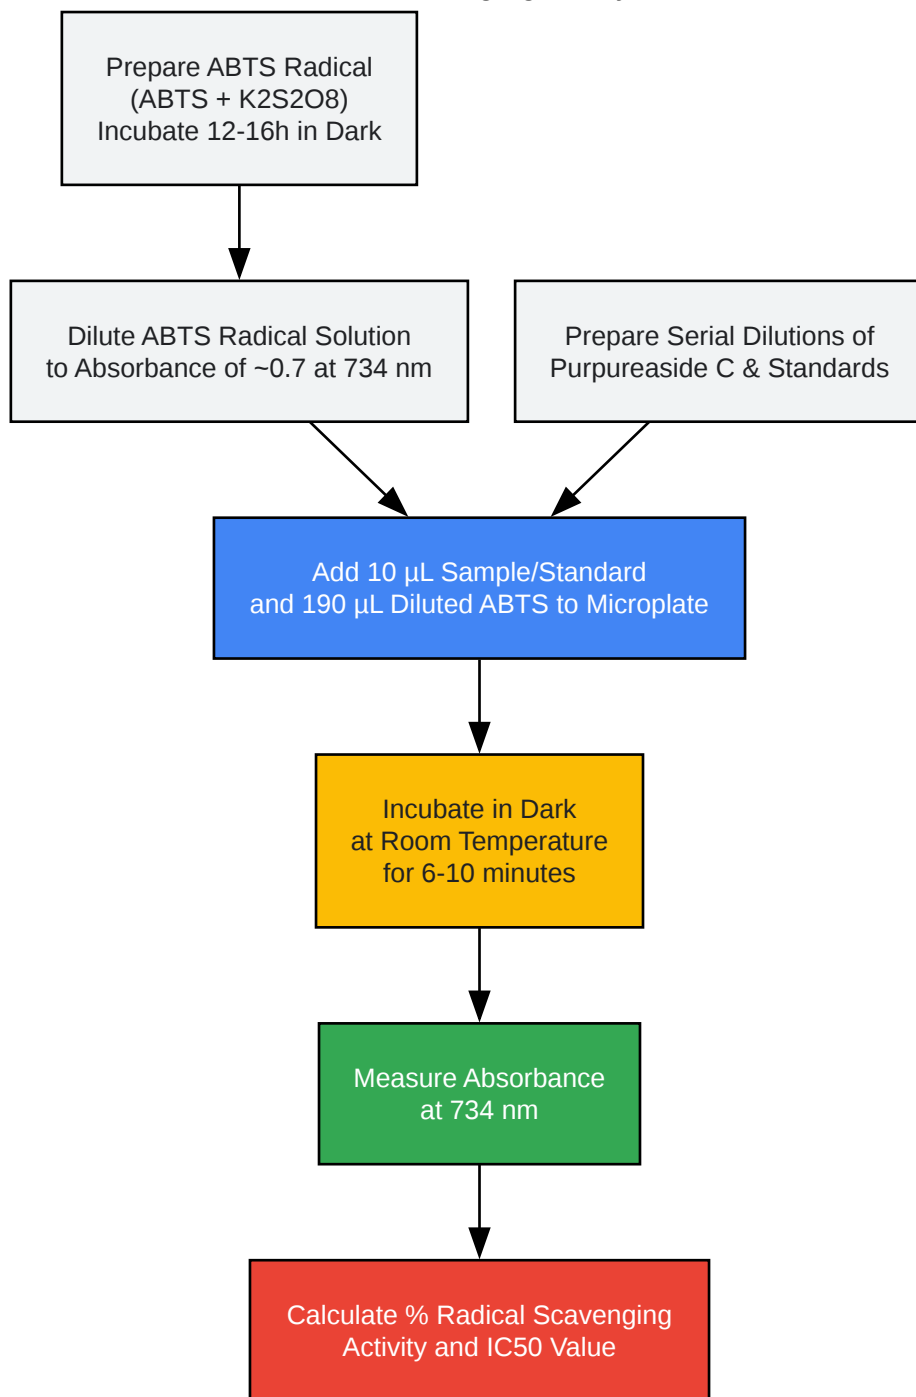 Prepare ABTS Radical
(ABTS + K2S2O8)
Incubate 12-16h in Dark
Dilute ABTS Radical Solution
to Absorbance of ~0.7 at 734 nm
Prepare Serial Dilutions of
Purpureaside C & Standards
Add 10 µL Sample/Standard
and 190 µL Diluted ABTS to Microplate
Incubate in Dark
at Room Temperature
for 6-10 minutes
Measure Absorbance
at 734 nm
Calculate % Radical Scavenging
Activity and IC50 Value